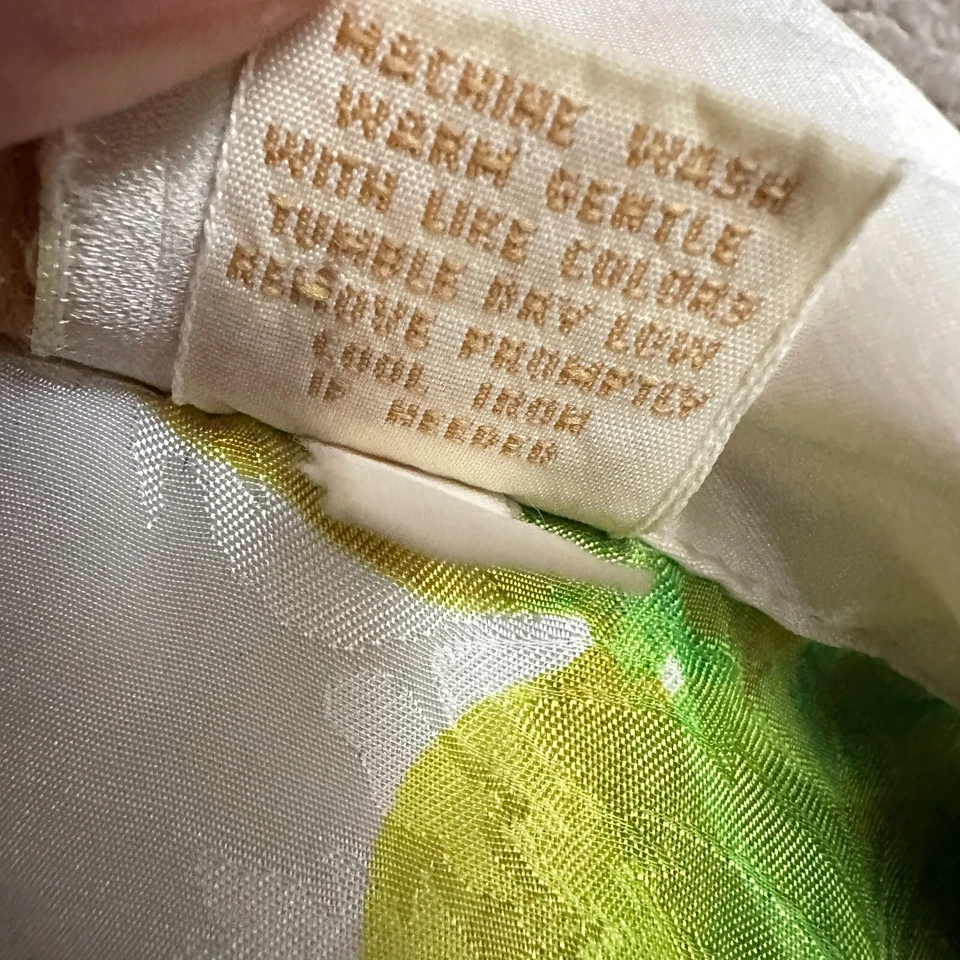 MACHINE WASH
WARM GENTLE
WITH LIKE COLORS
TUMBLE DRY LOW
REMOVE PROMPTLY
COOL IRON
IF NEEDED